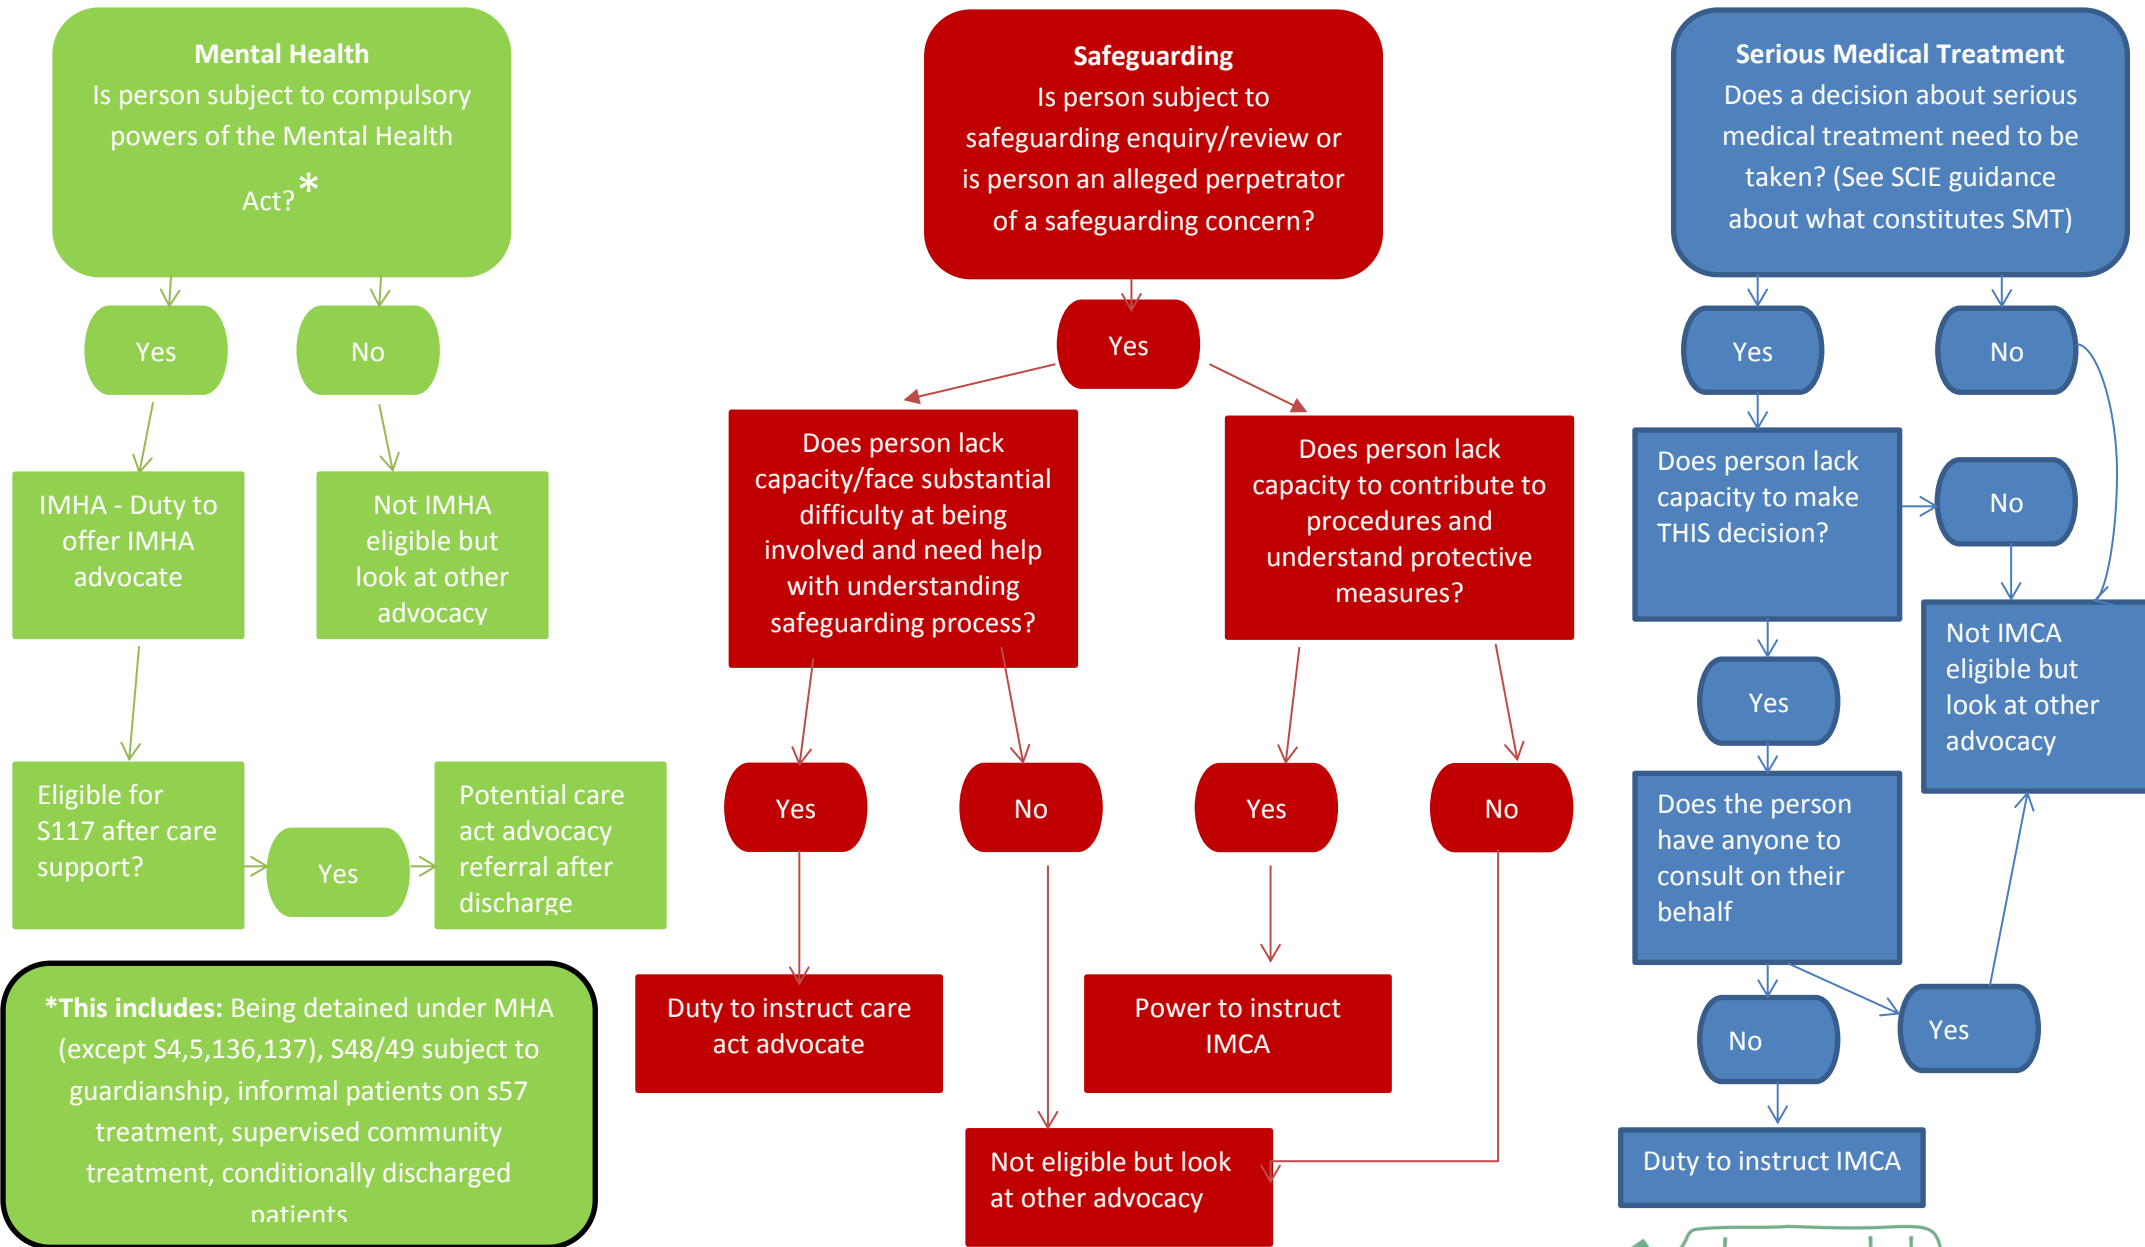 Mental Health
Is person subject to compulsory
powers of the Mental Health
Act?*
Yes
No
IMHA - Duty to
offer IMHA
advocate
Not IMHA
eligible but
look at other
advocacy
Eligible for
S117 after care
support?
Yes
Potential care
act advocacy
referral after
discharge
*This includes: Being detained under MHA
(except S4,5,136,137), S48/49 subject to
guardianship, informal patients on s57
treatment, supervised community
treatment, conditionally discharged
patients
Safeguarding
Is person subject to
safeguarding enquiry/review or
is person an alleged perpetrator
of a safeguarding concern?
Yes
Does person lack
capacity/face substantial
difficulty at being
involved and need help
with understanding
safeguarding process?
Does person lack
capacity to contribute to
procedures and
understand protective
measures?
Yes
No
Yes
No
Duty to instruct care
act advocate
Power to instruct
IMCA
Not eligible but look
at other advocacy
Serious Medical Treatment
Does a decision about serious
medical treatment need to be
taken? (See SCIE guidance
about what constitutes SMT)
Yes
No
Does person lack
capacity to make
THIS decision?
No
Yes
Not IMCA
eligible but
look at other
advocacy
Does the person
have anyone to
consult on their
behalf
No
Yes
Duty to instruct IMCA